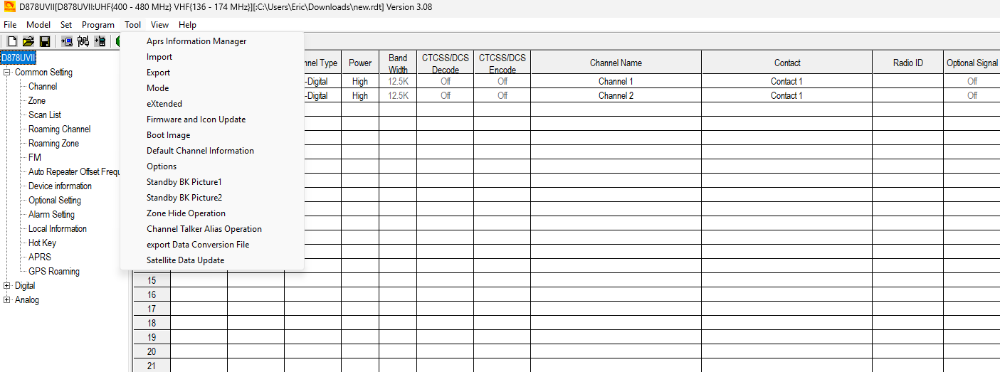 D878UVII[D878UVII:UHF{400 - 480 MHz} VHF{136 - 174 MHz}][:C:\Users\Eric\Downloads\new.rdt] Version 3.08
File Model Set Program Tool View Help
D878UVII
Common Setting
Channel
Zone
Scan List
Roaming Channel
Roaming Zone
FM
Auto Repeater Offset Frequ
Device information
Optional Setting
Alarm Setting
Local Information
Hot Key
APRS
GPS Roaming
Digital
Analog
Aprs Information Manager
Import
Export
Mode
eXtended
Firmware and Icon Update
Boot Image
Default Channel Information
Options
Standby BK Picture1
Standby BK Picture2
Zone Hide Operation
Channel Talker Alias Operation
export Data Conversion File
Satellite Data Update
nnel Type Power Band Width CTCSS/DCS Decode CTCSS/DCS Encode Channel Name Contact Radio ID Optional Signal
-Digital High 12.5K Off Off Channel 1 Contact 1 Off
-Digital High 12.5K Off Off Channel 2 Contact 1 Off
15
16
17
18
19
20
21